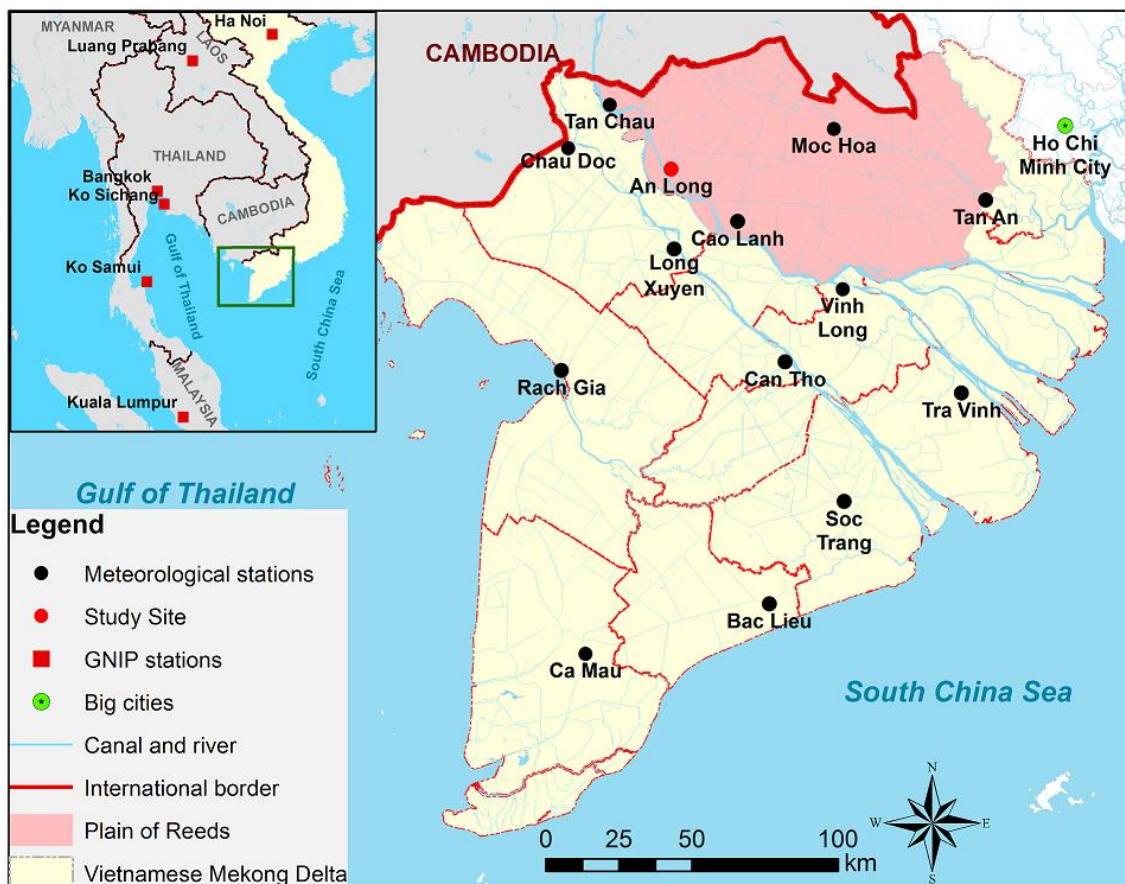 MYANMAR
Ha Noi
Luang Prabang
LAOS
THAILAND
Bangkok
Ko Sichang
CAMBODIA
Ko Samui
Gulf of Thailand
South China Sea
MALAYSIA
Kuala Lumpur
CAMBODIA
Tan Chau
Moc Hoa
Ho Chi
Minh City
Chau Doc
An Long
Tan An
Cao Lanh
Long
Xuyen
Vinh
Long
Rach Gia
Can Tho
Tra Vinh
Gulf of Thailand
Soc
Trang
Bac Lieu
Ca Mau
South China Sea
Legend
Meteorological stations
Study Site
GNIP stations
Big cities
Canal and river
International border
Plain of Reeds
Vietnamese Mekong Delta
N
W E
S
0 25 50 100
km